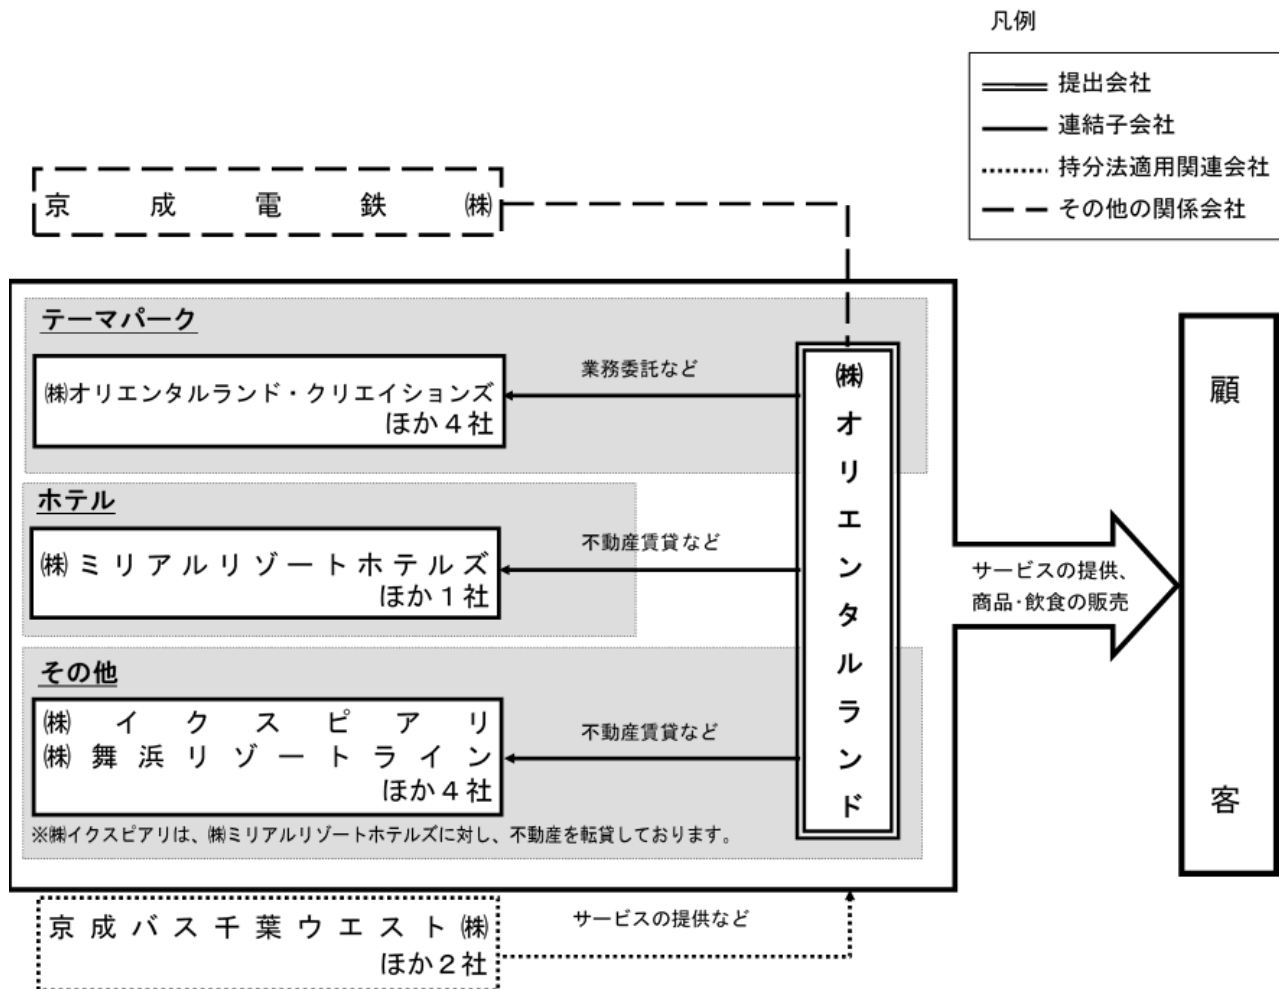 凡例
提出会社
連結子会社
持分法適用関連会社
その他の関係会社
京成電鉄㈱
テーマパーク
㈱オリエンタルランド・クリエイションズ
ほか４社
業務委託など
ホテル
㈱ミリアルリゾートホテルズ
ほか１社
不動産賃貸など
その他
㈱イクスピアリ
㈱舞浜リゾートライン
ほか４社
不動産賃貸など
※㈱イクスピアリは、㈱ミリアルリゾートホテルズに対し、不動産を転貸しております。
㈱オリエンタルランド
サービスの提供、
商品･飲食の販売
顧客
京成バス千葉ウエスト㈱
ほか２社
サービスの提供など